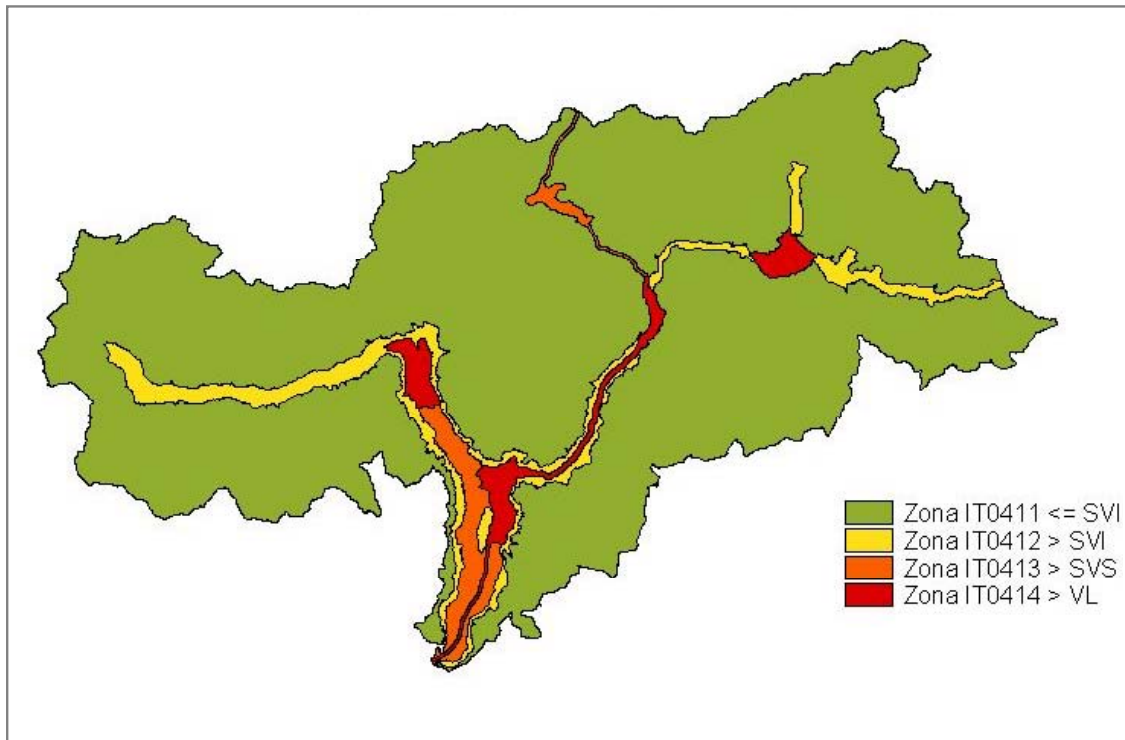 Zona IT0411 <= SVI
Zona IT0412 > SVI
Zona IT0413 > SVS
Zona IT0414 > VL